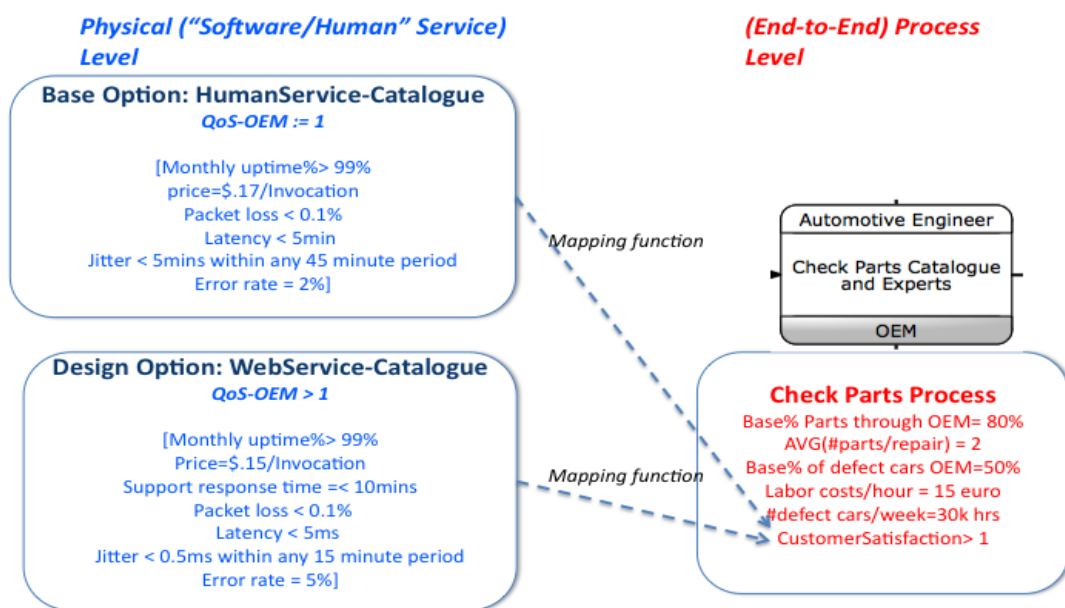 Physical (“Software/Human” Service)
Level
Base Option: HumanService-Catalogue
QoS-OEM := 1
[Monthly uptime%> 99%
price=$.17/Invocation
Packet loss < 0.1%
Latency < 5min
Jitter < 5mins within any 45 minute period
Error rate = 2%]
Design Option: WebService-Catalogue
QoS-OEM > 1
[Monthly uptime%> 99%
Price=$.15/Invocation
Support response time =< 10mins
Packet loss < 0.1%
Latency < 5ms
Jitter < 0.5ms within any 15 minute period
Error rate = 5%]
Mapping function
Mapping function
(End-to-End) Process
Level
Automotive Engineer
Check Parts Catalogue
and Experts
OEM
Check Parts Process
Base% Parts through OEM= 80%
AVG(#parts/repair) = 2
Base% of defect cars OEM=50%
Labor costs/hour = 15 euro
#defect cars/week=30k hrs
CustomerSatisfaction> 1